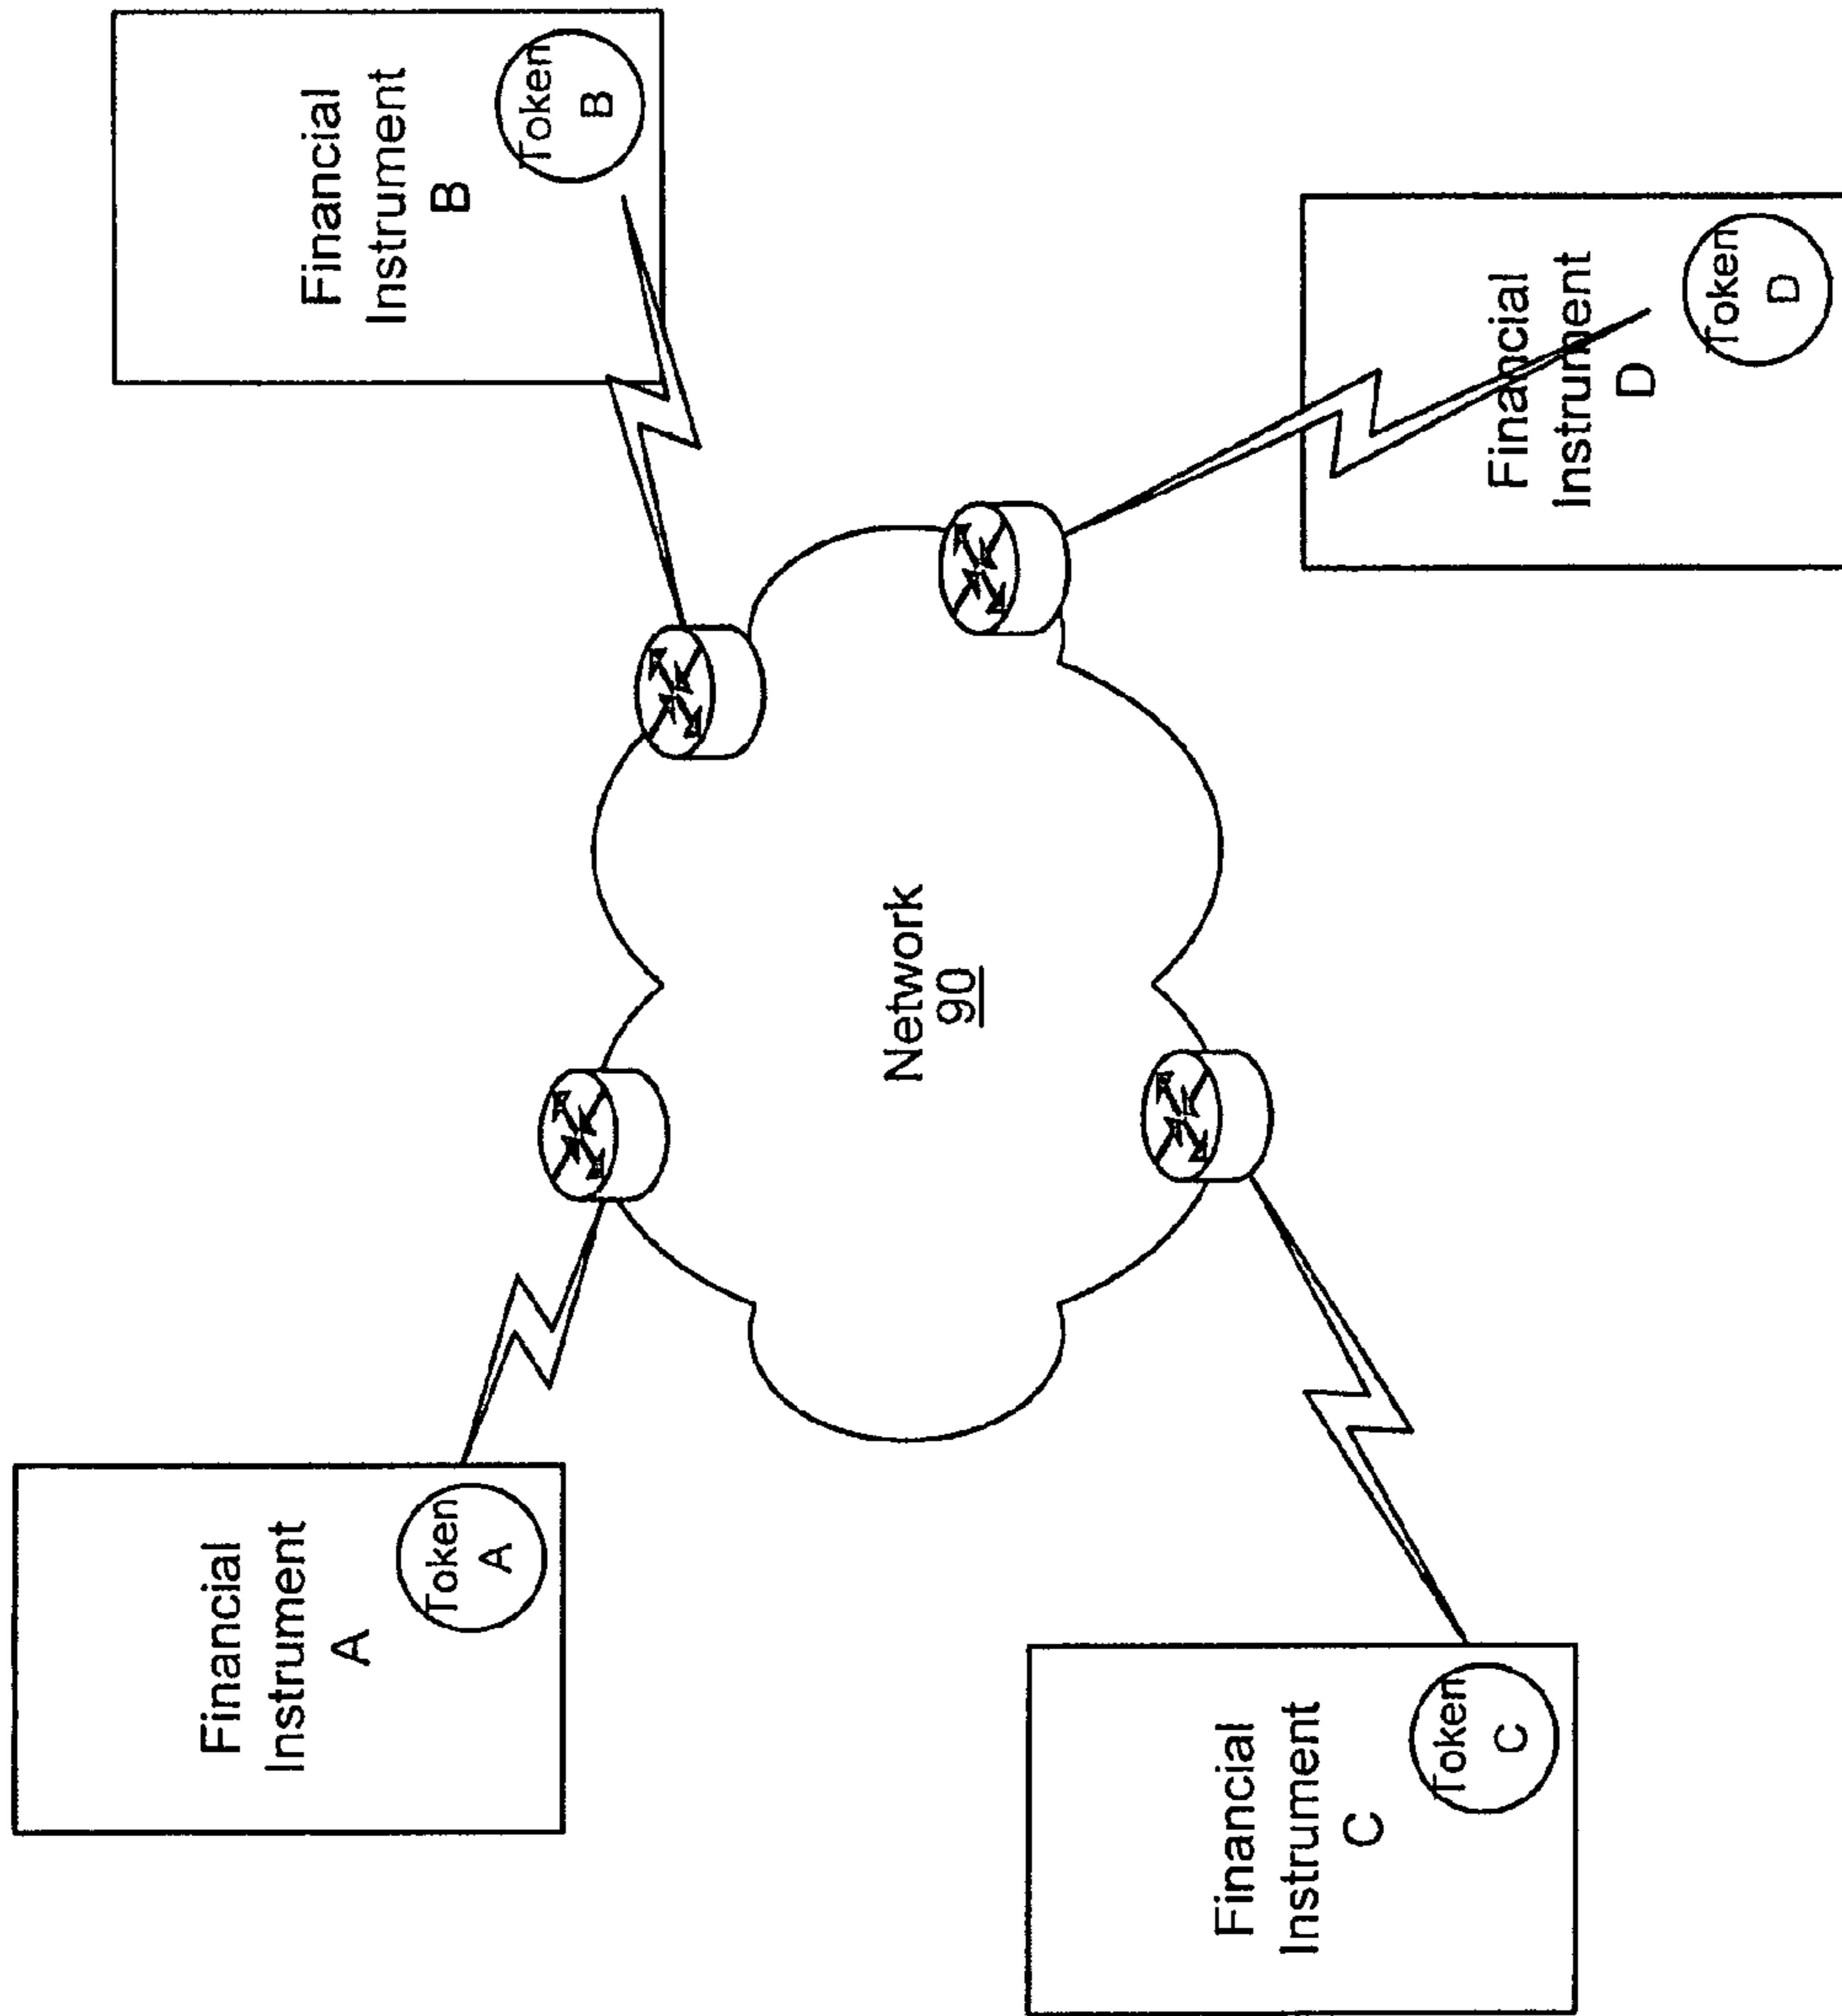 Financial
Instrument
A
Token
A
Financial
Instrument
B
Token
B
Network
90
Financial
Instrument
C
Token
C
Financial
Instrument
D
Token
D